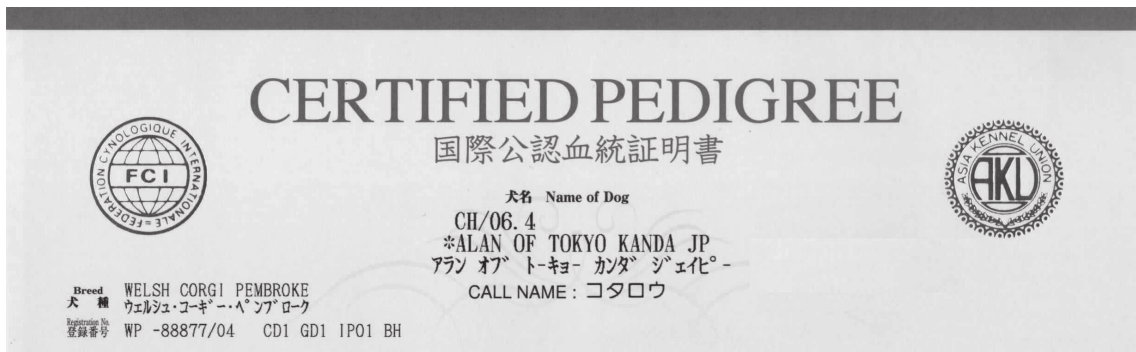 CERTIFIED PEDIGREE
国際公認血統証明書
FEDERATION CYNOLOGIQUE INTERNATIONALE
FCI
ASIA KENNEL UNION
AKU
犬名 Name of Dog
CH/06.4
*ALAN OF TOKYO KANDA JP
アラン オブ トーキョー カンダ ジェイピー
CALL NAME : コタロウ
Breed WELSH CORGI PEMBROKE
犬種 ウェルシュ・コーギー・ペンブローク
Registration No.
登録番号 WP -88877/04 CD1 GD1 IPO1 BH